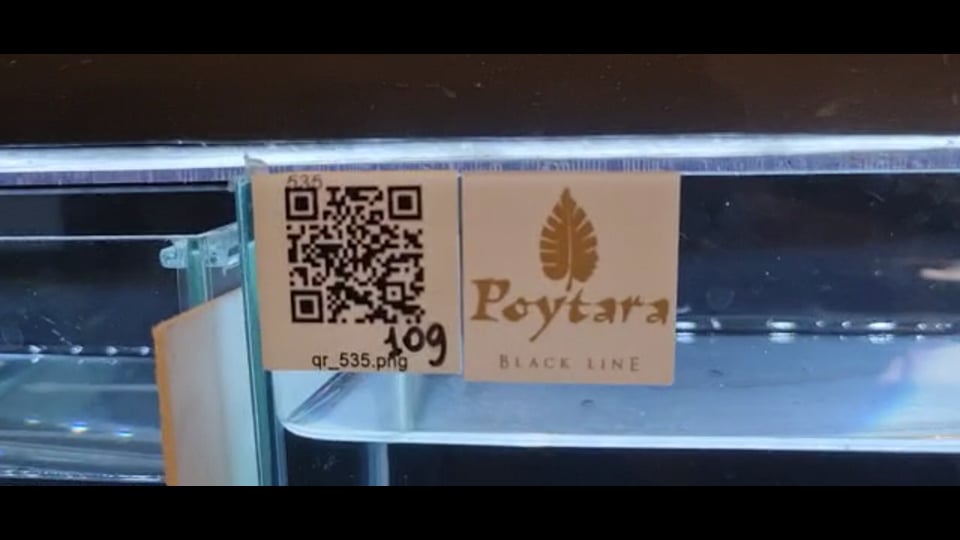 535
109
qr_535.png
Poytara
BLACK LINE